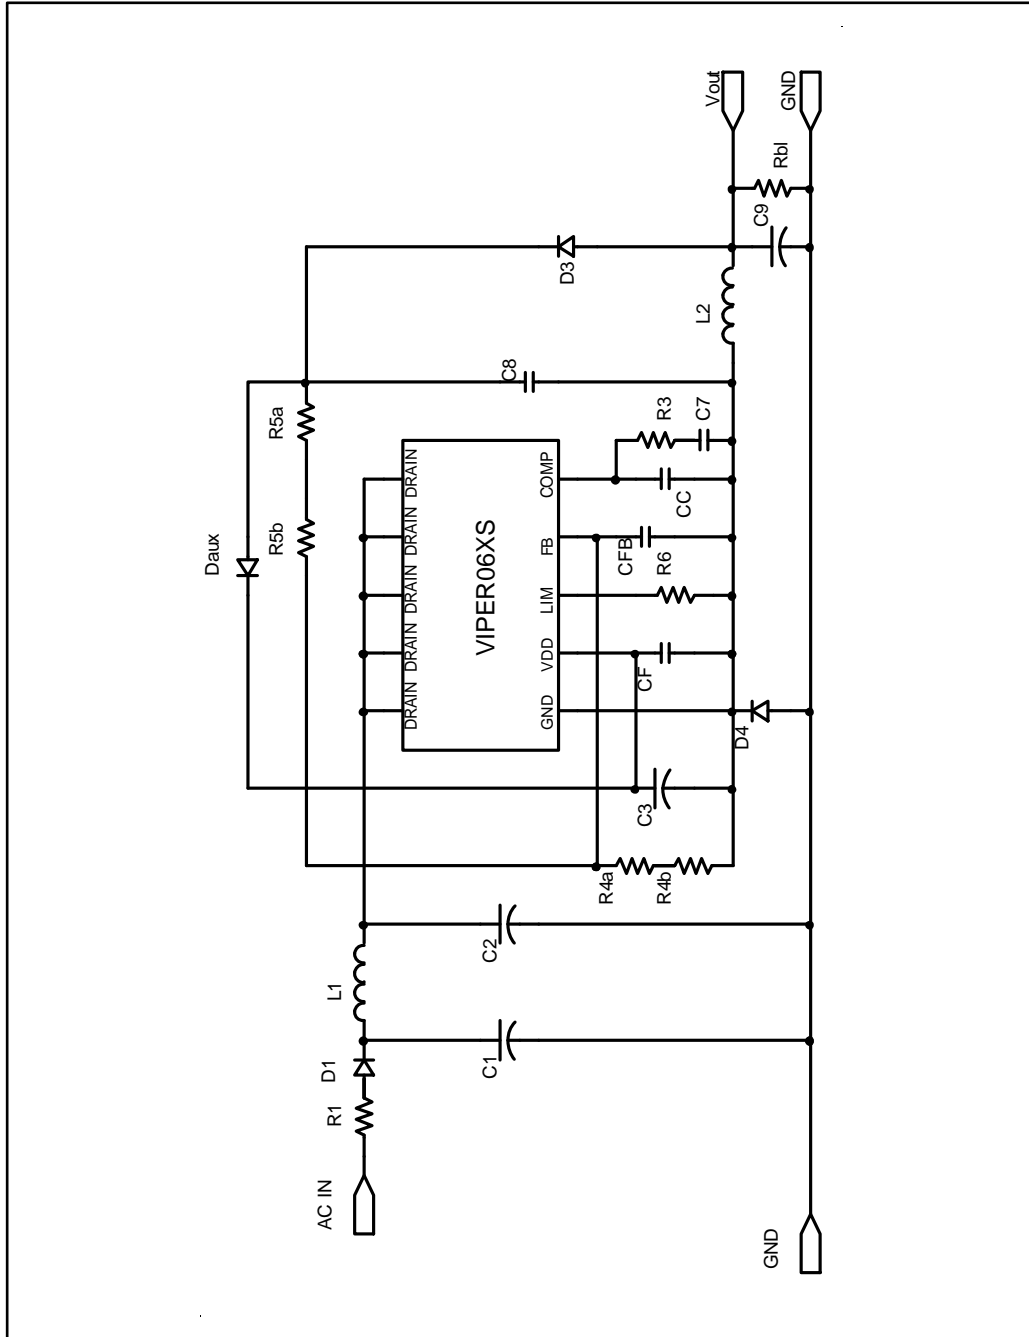 Daux
R5b
R5a
D3
C8
L2
Vout
GND
C9
Rbl
AC IN
R1
D1
L1
C1
C2
DRAIN
DRAIN
DRAIN
DRAIN
DRAIN
VIPER06XS
GND
VDD
LIM
FB
COMP
R4a
R4b
C3
D4
CF
R6
CFB
CC
R3
C7
GND